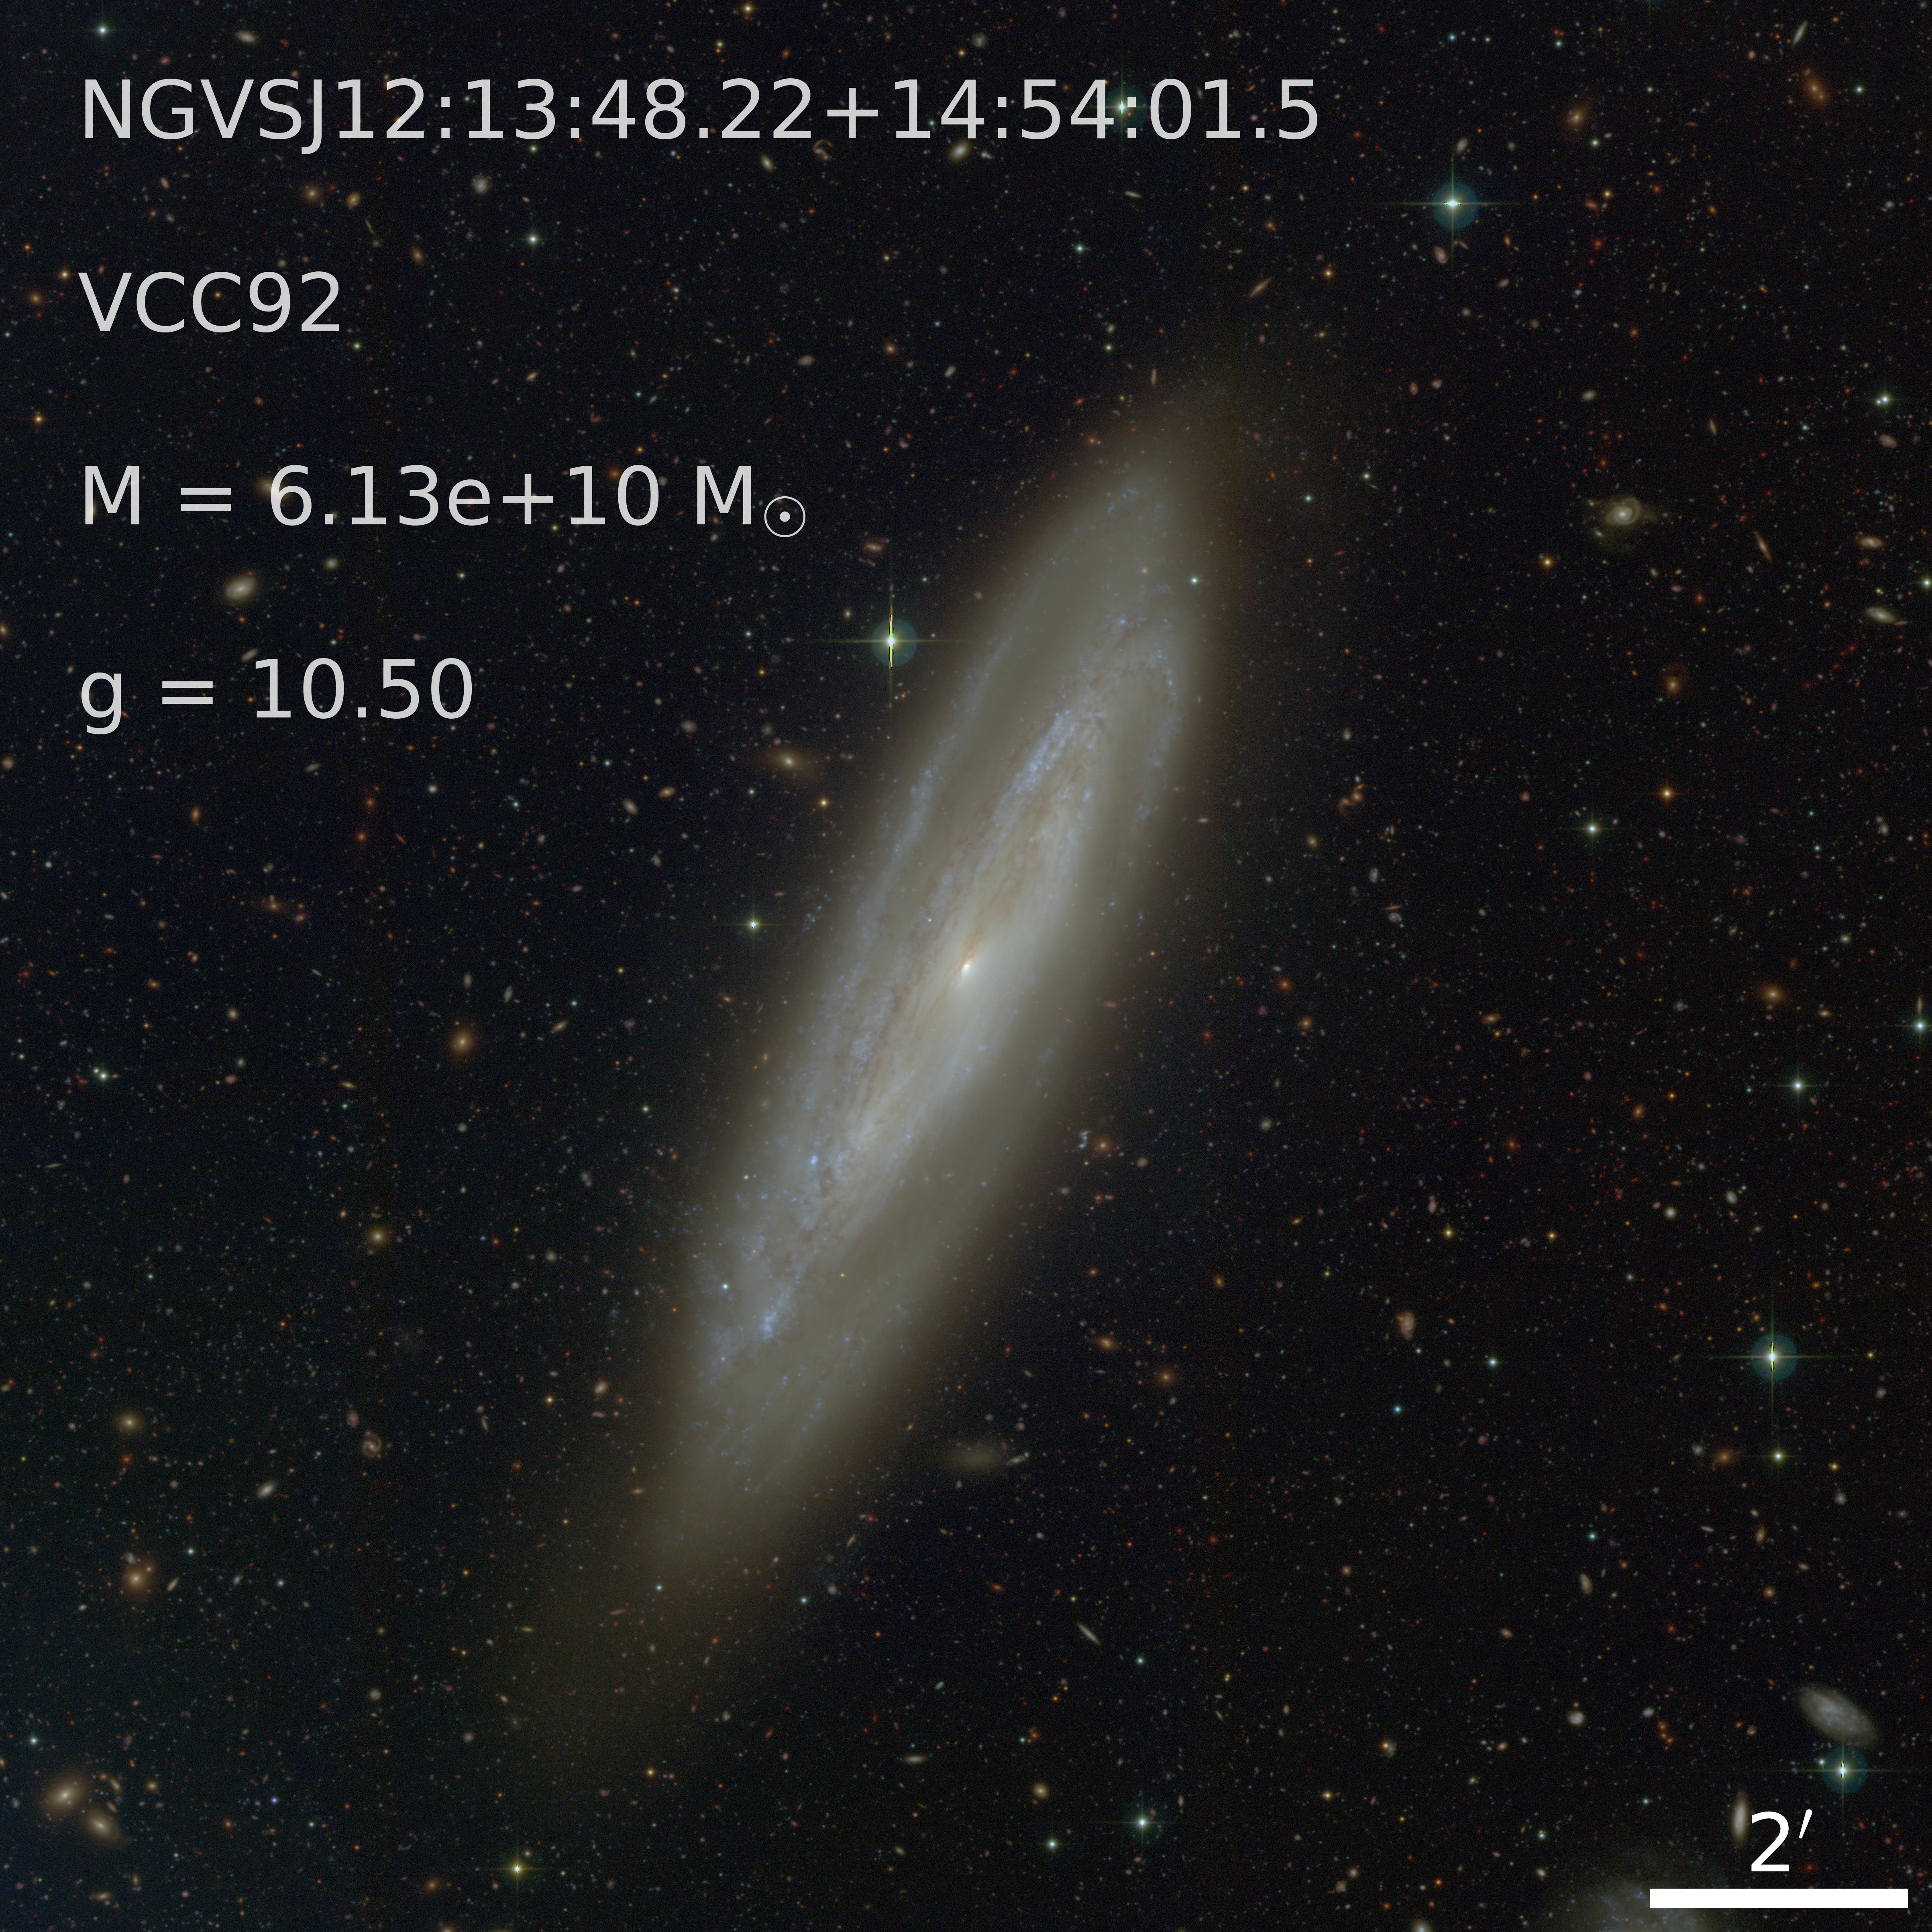 NGVSJ12:13:48.22+14:54:01.5
VCC92
M = 6.13e+10 M☉
g = 10.50
2′